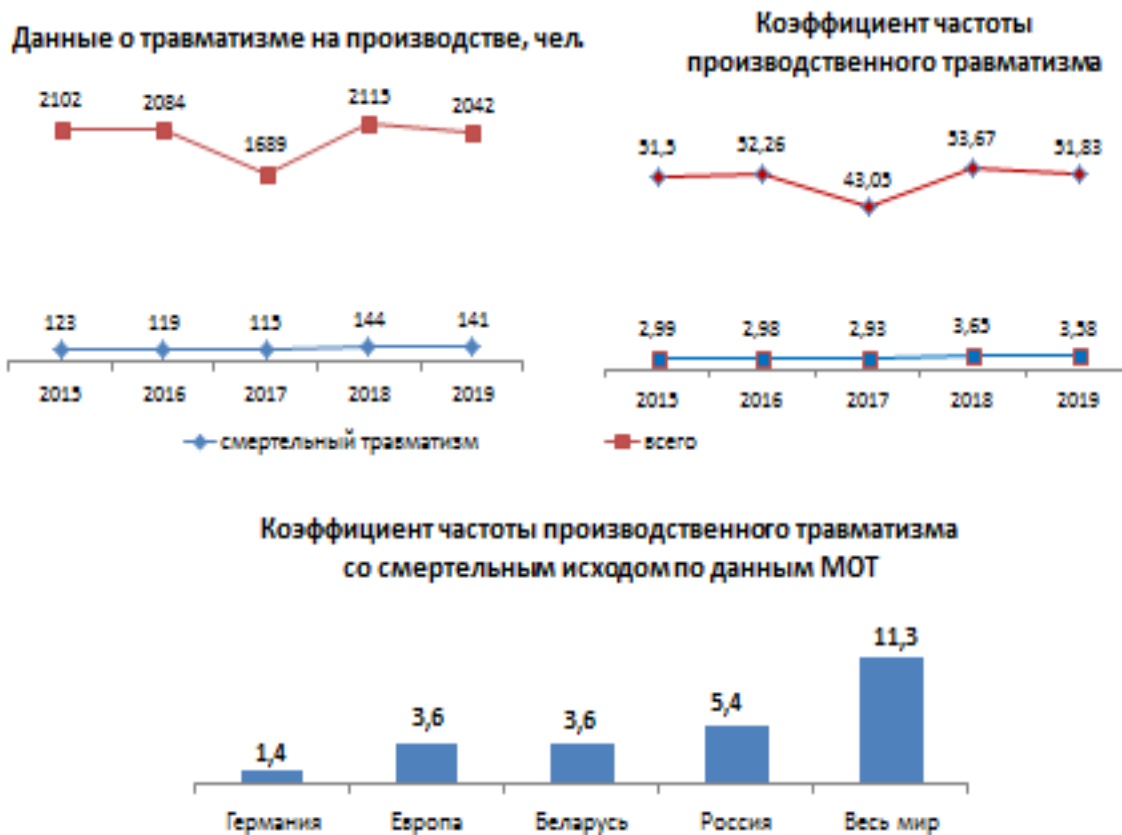 Данные о травматизме на производстве, чел.
2102
2084
1689
2115
2042
123
119
115
144
141
2015
2016
2017
2018
2019
Коэффициент частоты
производственного травматизма
51,5
52,26
43,05
53,67
51,83
2,99
2,98
2,93
3,65
3,58
2015
2016
2017
2018
2019
смертельный травматизм
всего
Коэффициент частоты производственного травматизма
со смертельным исходом по данным МОТ
1,4
3,6
3,6
5,4
11,3
Германия
Европа
Беларусь
Россия
Весь мир